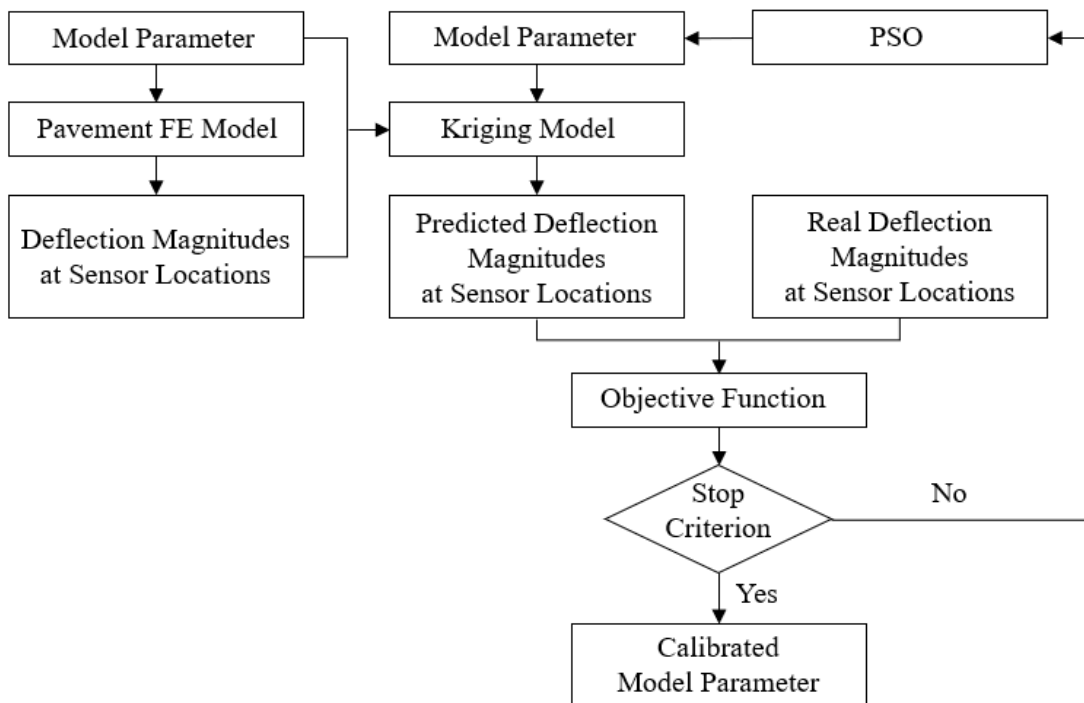 Model Parameter
Model Parameter
PSO
Pavement FE Model
Kriging Model
Deflection Magnitudes
at Sensor Locations
Predicted Deflection
Magnitudes
at Sensor Locations
Real Deflection
Magnitudes
at Sensor Locations
Objective Function
Stop
Criterion
No
Yes
Calibrated
Model Parameter